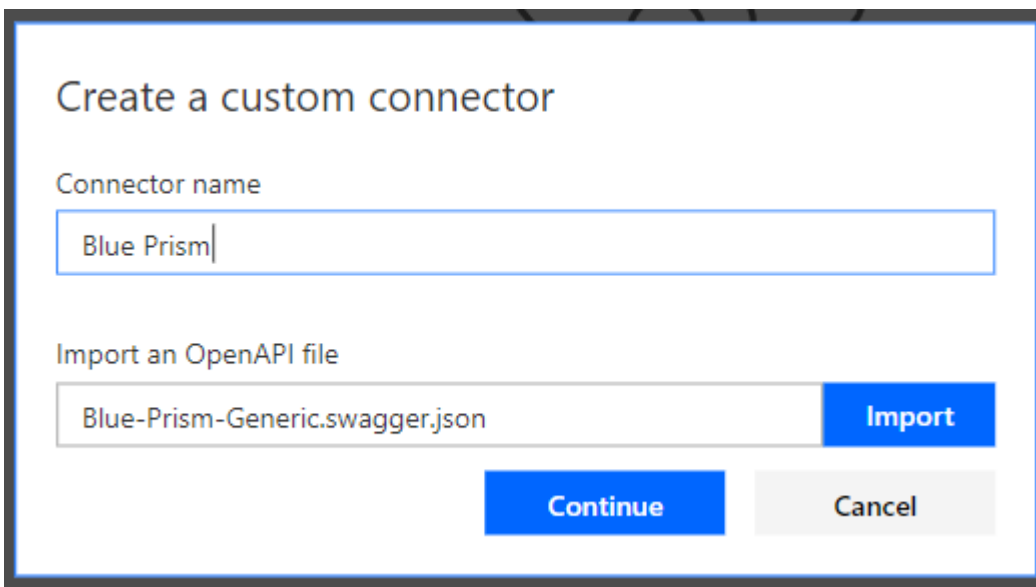 Create a custom connector
Connector name
Blue Prism
Import an OpenAPI file
Blue-Prism-Generic.swagger.json Import
Continue Cancel